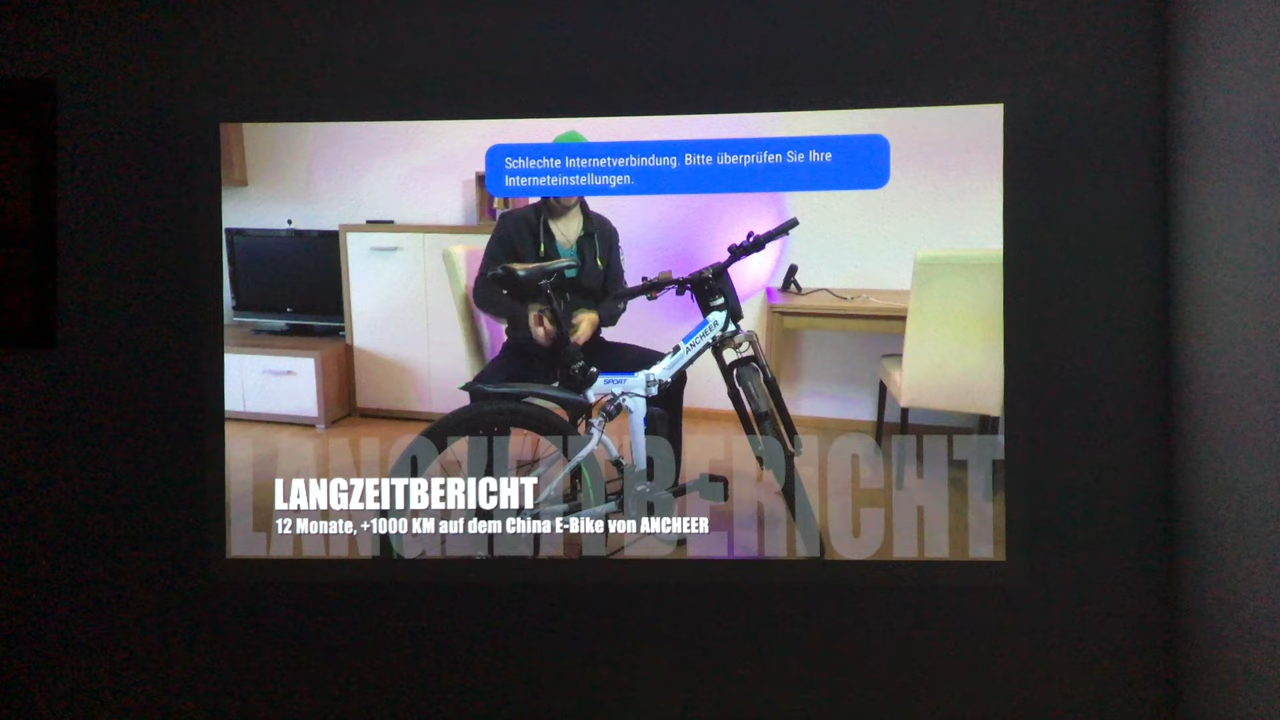 Schlechte Internetverbindung. Bitte überprüfen Sie Ihre
Interneteinstellungen.
ANCHEER
SPORT
LANGZEITBERICHT
LANGZEITBERICHT
12 Monate, +1000 KM auf dem China E-Bike von ANCHEER